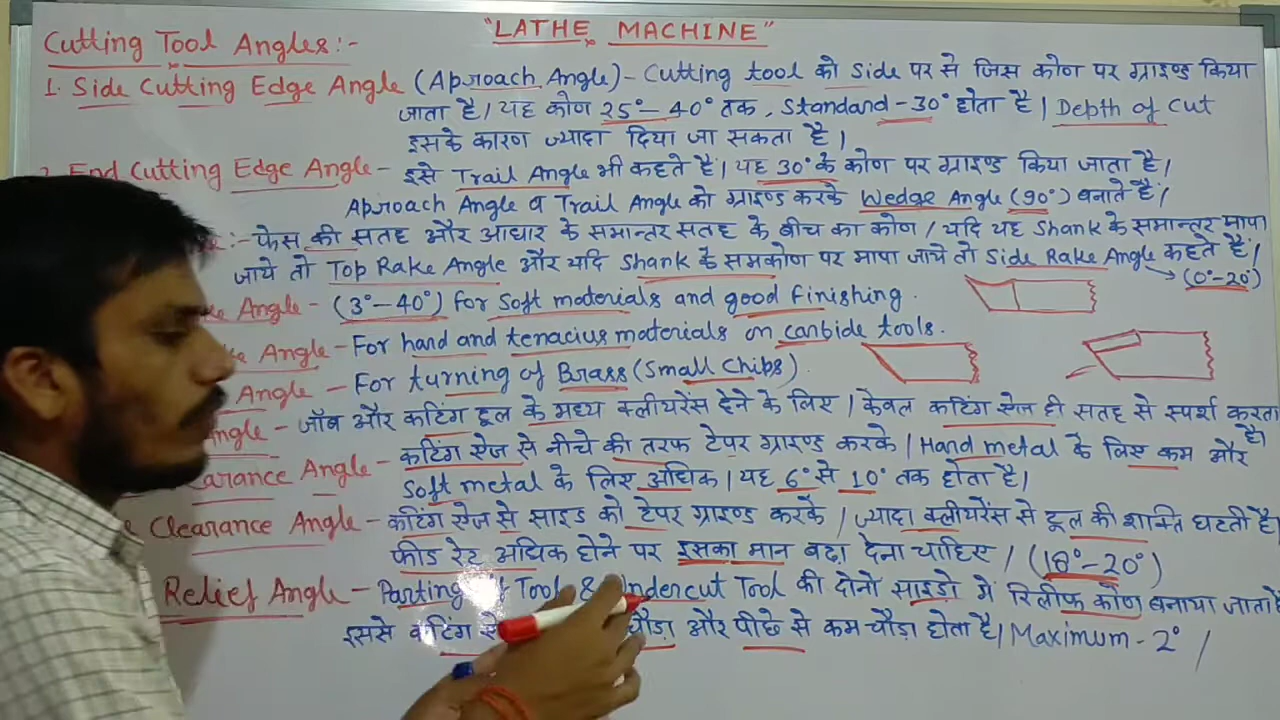 "LATHE MACHINE"
Cutting Tool Angles:-
1. Side Cutting Edge Angle (Approach Angle) - Cutting tool को Side पर से जिस कोण पर ग्राइण्ड किया
जाता है। यह कोण 25°-40° तक, Standard-30° होता है। Depth of cut
इसके कारण ज्यादा दिया जा सकता है।
2. End Cutting Edge Angle - इसे Trail Angle भी कहते है। यह 30° के कोण पर ग्राइण्ड किया जाता है।
Approach Angle व Trail Angle को ग्राइण्ड करके Wedge Angle (90°) बनाते है।
:- फेस की सतह और आधार के समान्तर सतह के बीच का कोण / यदि यह Shank के समान्तर मापा
जाये तो Top Rake Angle और यदि Shank के समकोण पर मापा जाये तो Side Rake Angle कहते है।
(0°-20°)
Angle - (3°-40°) for Soft materials and good finishing.
Angle - For hard and tenacius materials on carbide tools.
Angle - For turning of Brass (Small Chibs).
ngle - जॉब और कटिंग टूल के मध्य क्लीयरेंस देने के लिए। केवल कटिंग ऐज ही सतह से स्पर्श करता
है।
arance Angle - कटिंग ऐज से नीचे की तरफ टेपर ग्राइण्ड करके। Hard metal के लिए कम और
Soft metal के लिए अधिक। यह 6° से 10° तक होता है।
e Clearance Angle - कटिंग ऐज से साइड को टेपर ग्राइण्ड करके / ज्यादा क्लीयरेंस से टूल की शक्ति घटती है।
फीड रेट अधिक होने पर इसका मान बढ़ा देना चाहिए / (18°-20°)
Relief Angle - Parting Tool & Undercut Tool की दोनो साइडो में रिलीफ कोण बनाया जाता है
इससे कटिंग चौड़ा और पीछे से कम चौड़ा होता है। Maximum - 2° /